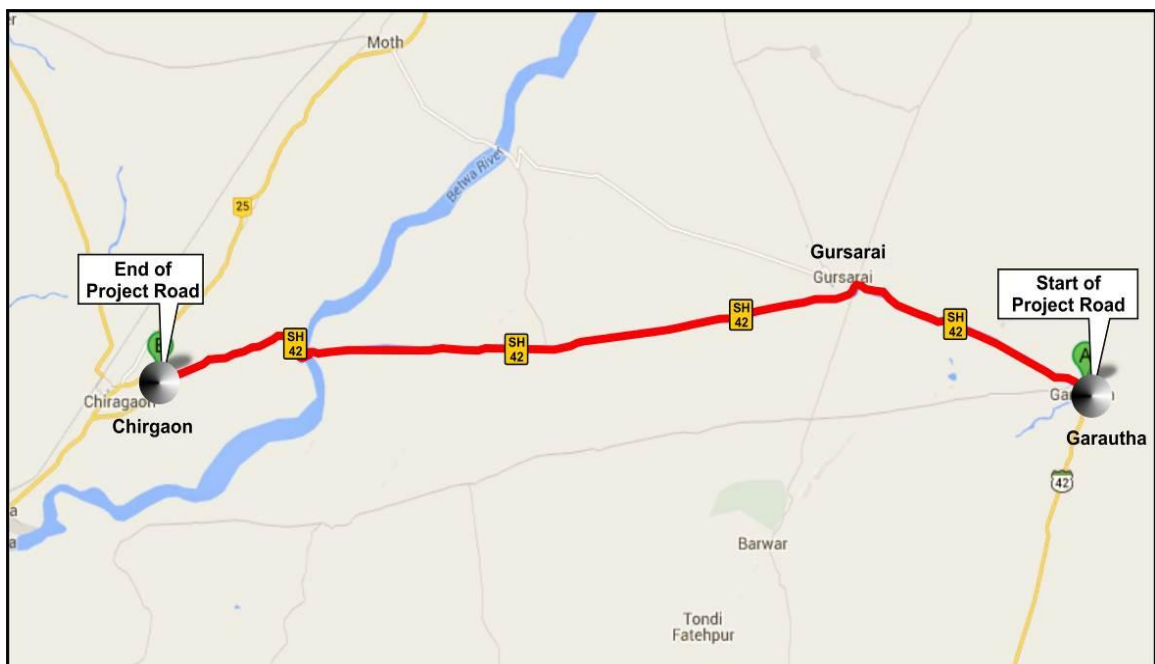 er
Moth
Betwa River
25
End of
Project Road
Gursarai
Gursarai
Start of
Project Road
SH
42
SH
42
SH
42
SH
42
B
A
Chiragaon
Chirgaon
Garautha
42
a
a
Barwar
Tondi
Fatehpur